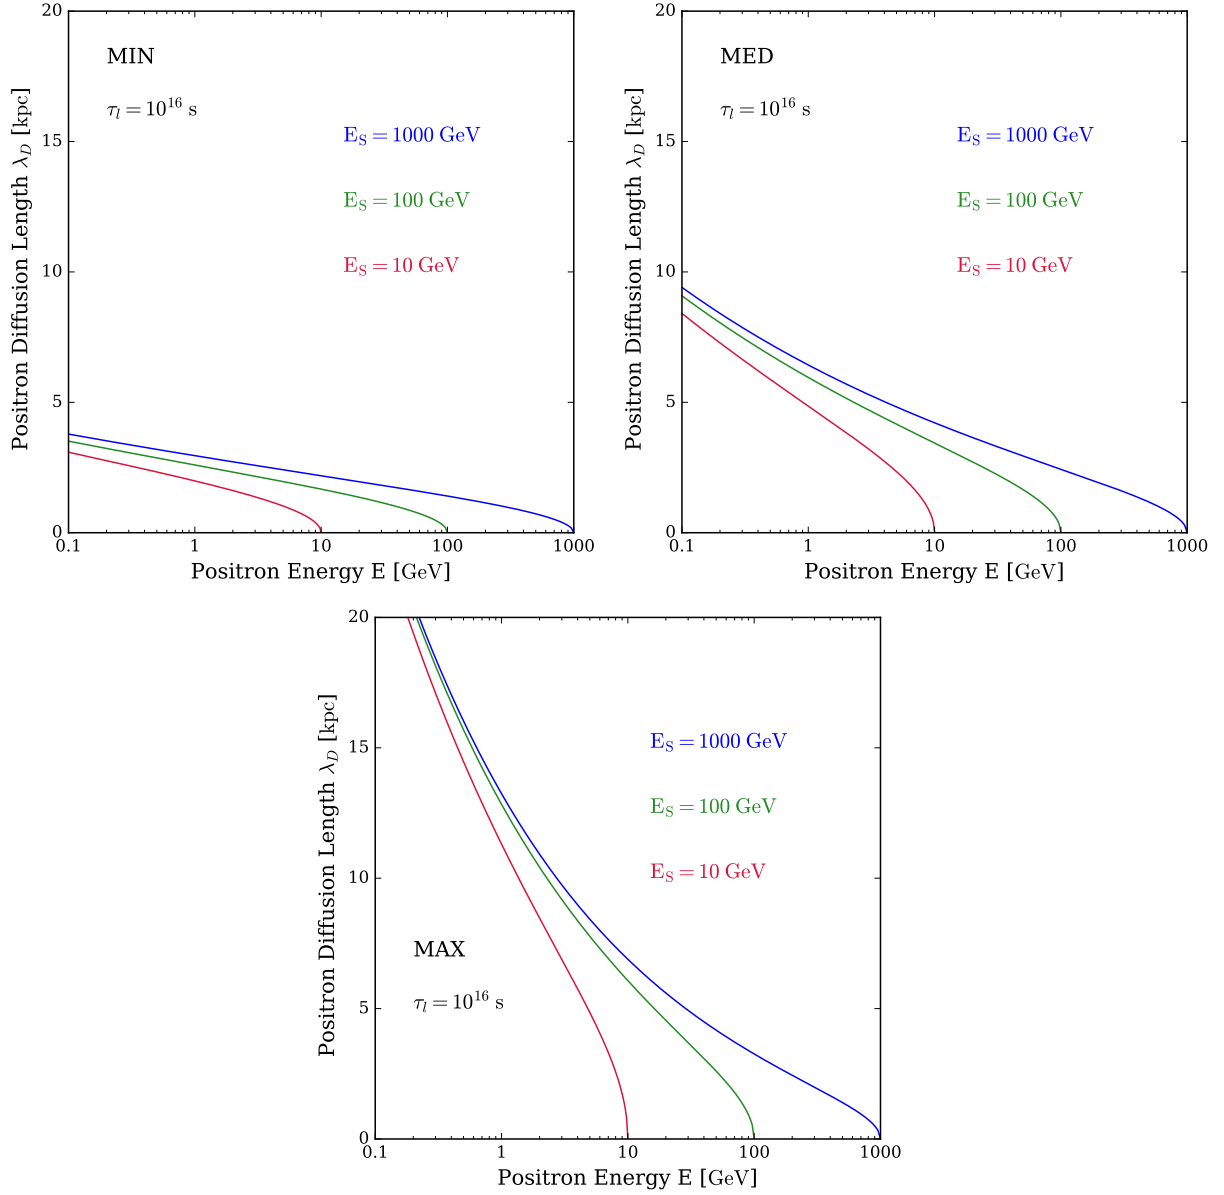 MIN
τ_l = 10^16 s
E_S = 1000 GeV
E_S = 100 GeV
E_S = 10 GeV
Positron Diffusion Length λ_D [kpc]
20
15
10
5
0
0.1 1 10 100 1000
Positron Energy E [GeV]
MED
τ_l = 10^16 s
E_S = 1000 GeV
E_S = 100 GeV
E_S = 10 GeV
Positron Diffusion Length λ_D [kpc]
20
15
10
5
0
0.1 1 10 100 1000
Positron Energy E [GeV]
E_S = 1000 GeV
E_S = 100 GeV
E_S = 10 GeV
MAX
τ_l = 10^16 s
Positron Diffusion Length λ_D [kpc]
20
15
10
5
0
0.1 1 10 100 1000
Positron Energy E [GeV]